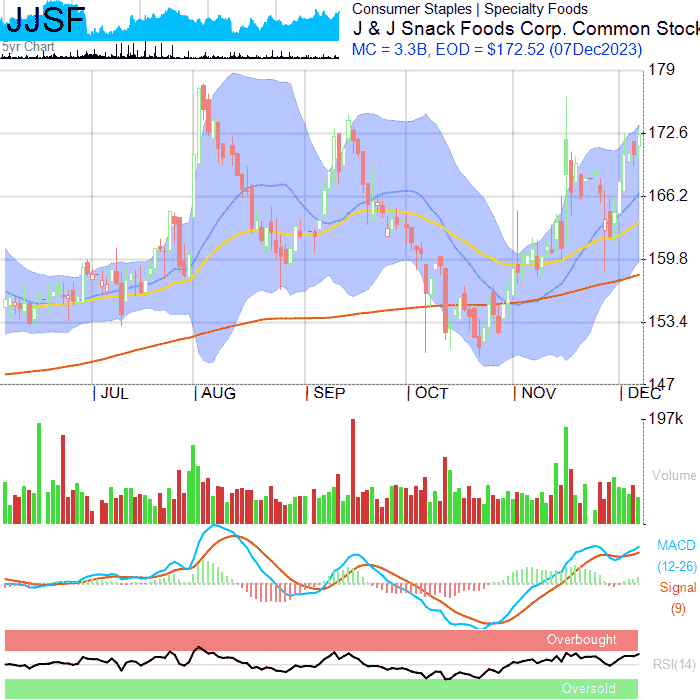 JJSF
5yr Chart
Consumer Staples | Specialty Foods
J & J Snack Foods Corp. Common Stock
MC = 3.3B, EOD = $172.52 (07Dec2023)
179
172.6
166.2
159.8
153.4
147
JUL
AUG
SEP
OCT
NOV
DEC
197k
Volume
MACD
(12-26)
Signal
(9)
Overbought
RSI(14)
Oversold